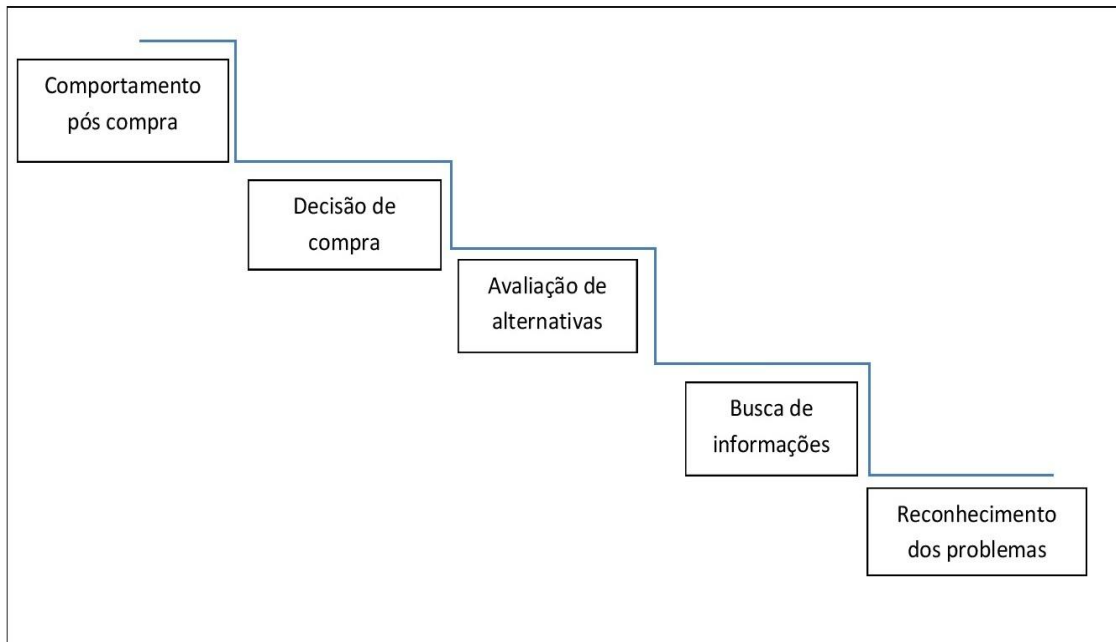 Comportamento
pós compra
Decisão de
compra
Avaliação de
alternativas
Busca de
informações
Reconhecimento
dos problemas